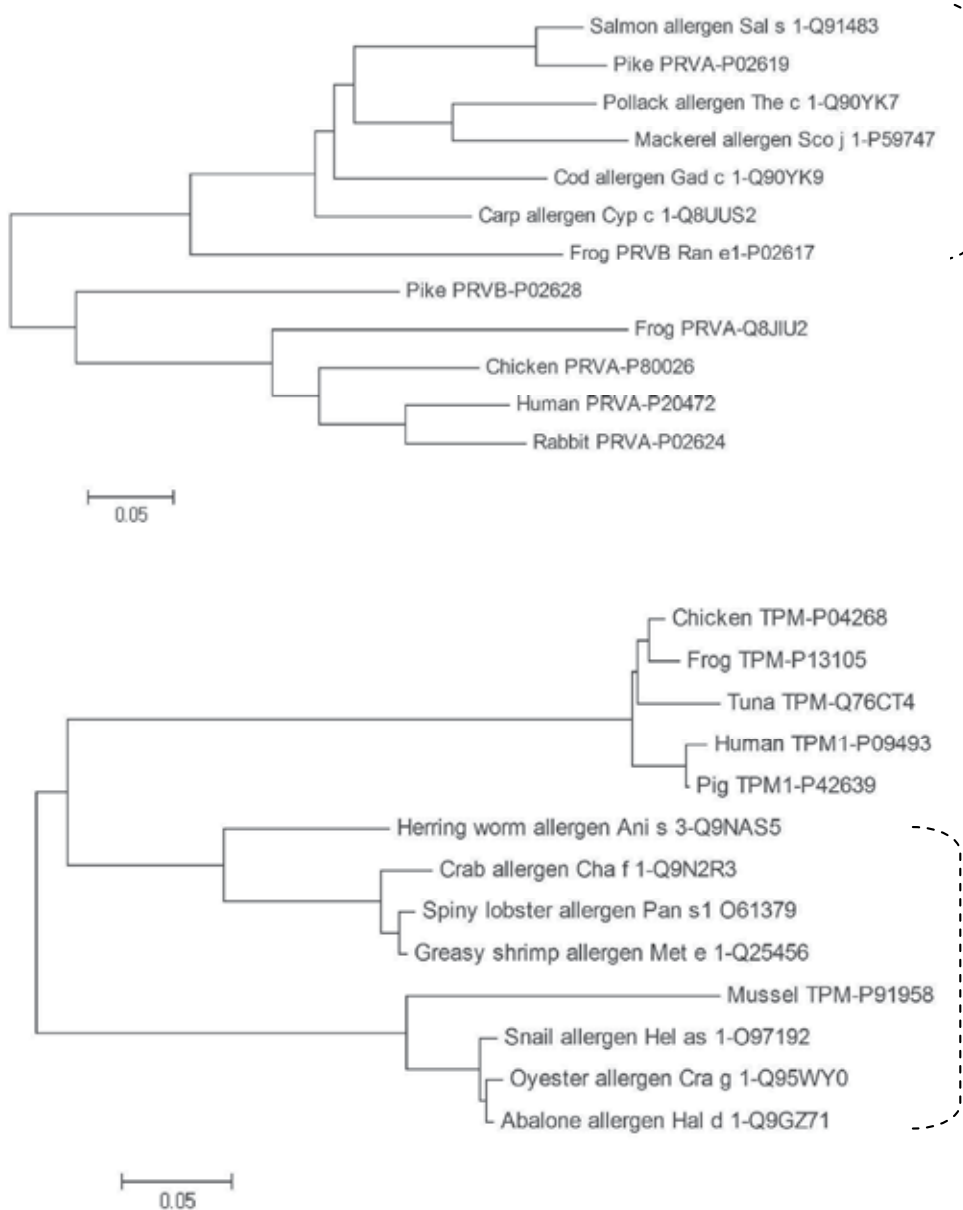 Salmon allergen Sal s 1-Q91483
Pike PRVA-P02619
Pollack allergen The c 1-Q90YK7
Mackerel allergen Sco j 1-P59747
Cod allergen Gad c 1-Q90YK9
Carp allergen Cyp c 1-Q8UUS2
Frog PRVB Ran e1-P02617
Pike PRVB-P02628
Frog PRVA-Q8JIU2
Chicken PRVA-P80026
Human PRVA-P20472
Rabbit PRVA-P02624
0.05
Chicken TPM-P04268
Frog TPM-P13105
Tuna TPM-Q76CT4
Human TPM1-P09493
Pig TPM1-P42639
Herring worm allergen Ani s 3-Q9NAS5
Crab allergen Cha f 1-Q9N2R3
Spiny lobster allergen Pan s1 O61379
Greasy shrimp allergen Met e 1-Q25456
Mussel TPM-P91958
Snail allergen Hel as 1-O97192
Oyester allergen Cra g 1-Q95WY0
Abalone allergen Hal d 1-Q9GZ71
0.05